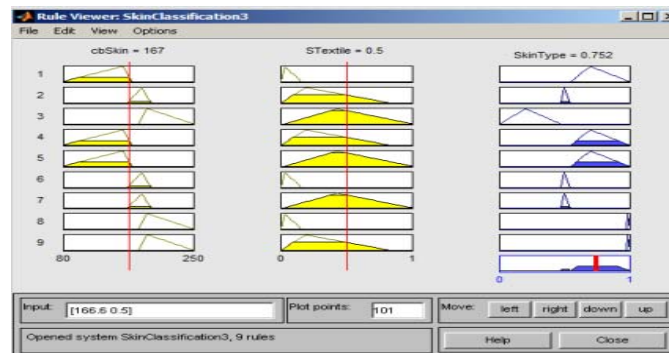 Rule Viewer: SkinClassification3
File Edit View Options
cbSkin = 167 STextile = 0.5 SkinType = 0.752
1
2
3
4
5
6
7
8
9
80 250 0 1
0 1
Input: [166.6 0.5] Plot points: 101 Move: left right down up
Opened system SkinClassification3, 9 rules Help Close